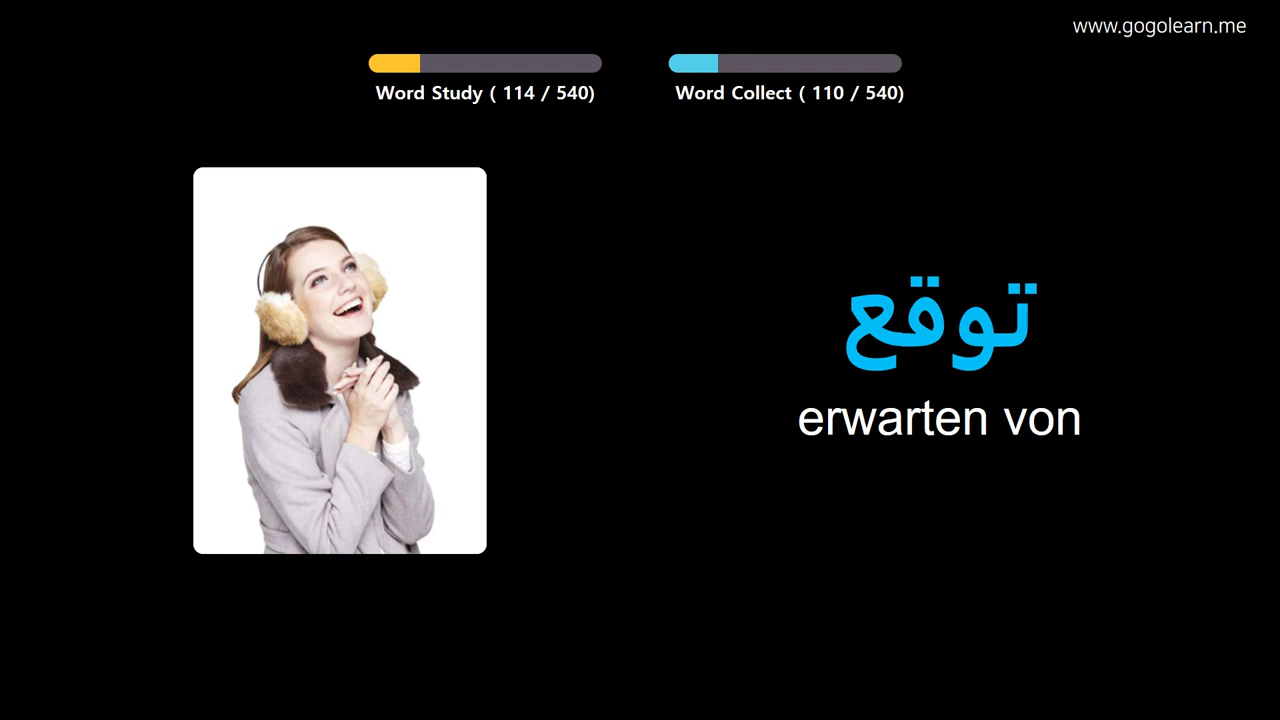 www.gogolearn.me
Word Study ( 114 / 540)
Word Collect ( 110 / 540)
توقع
erwarten von